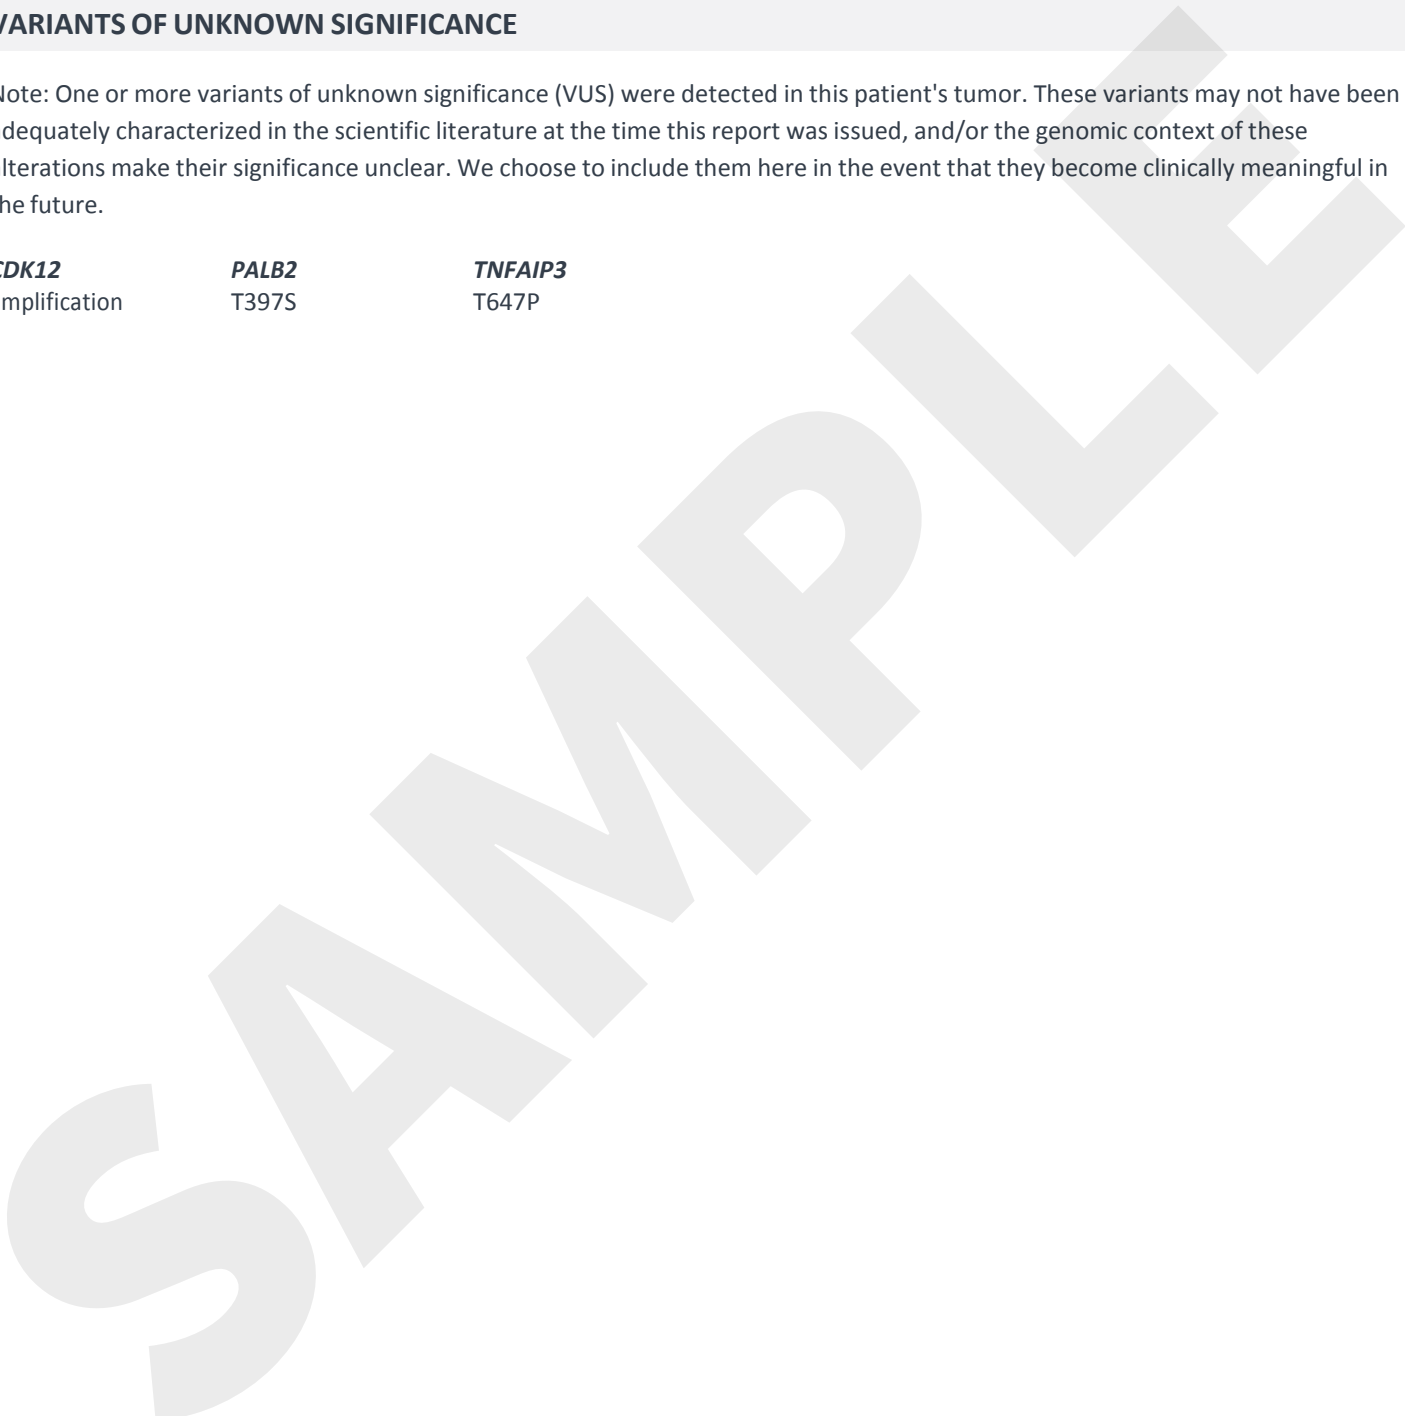 VARIANTS OF UNKNOWN SIGNIFICANCE
Note: One or more variants of unknown significance (VUS) were detected in this patient's tumor. These variants may not have been
adequately characterized in the scientific literature at the time this report was issued, and/or the genomic context of these
alterations make their significance unclear. We choose to include them here in the event that they become clinically meaningful in
the future.
CDK12 PALB2 TNFAIP3
amplification T397S T647P
SAMPLE